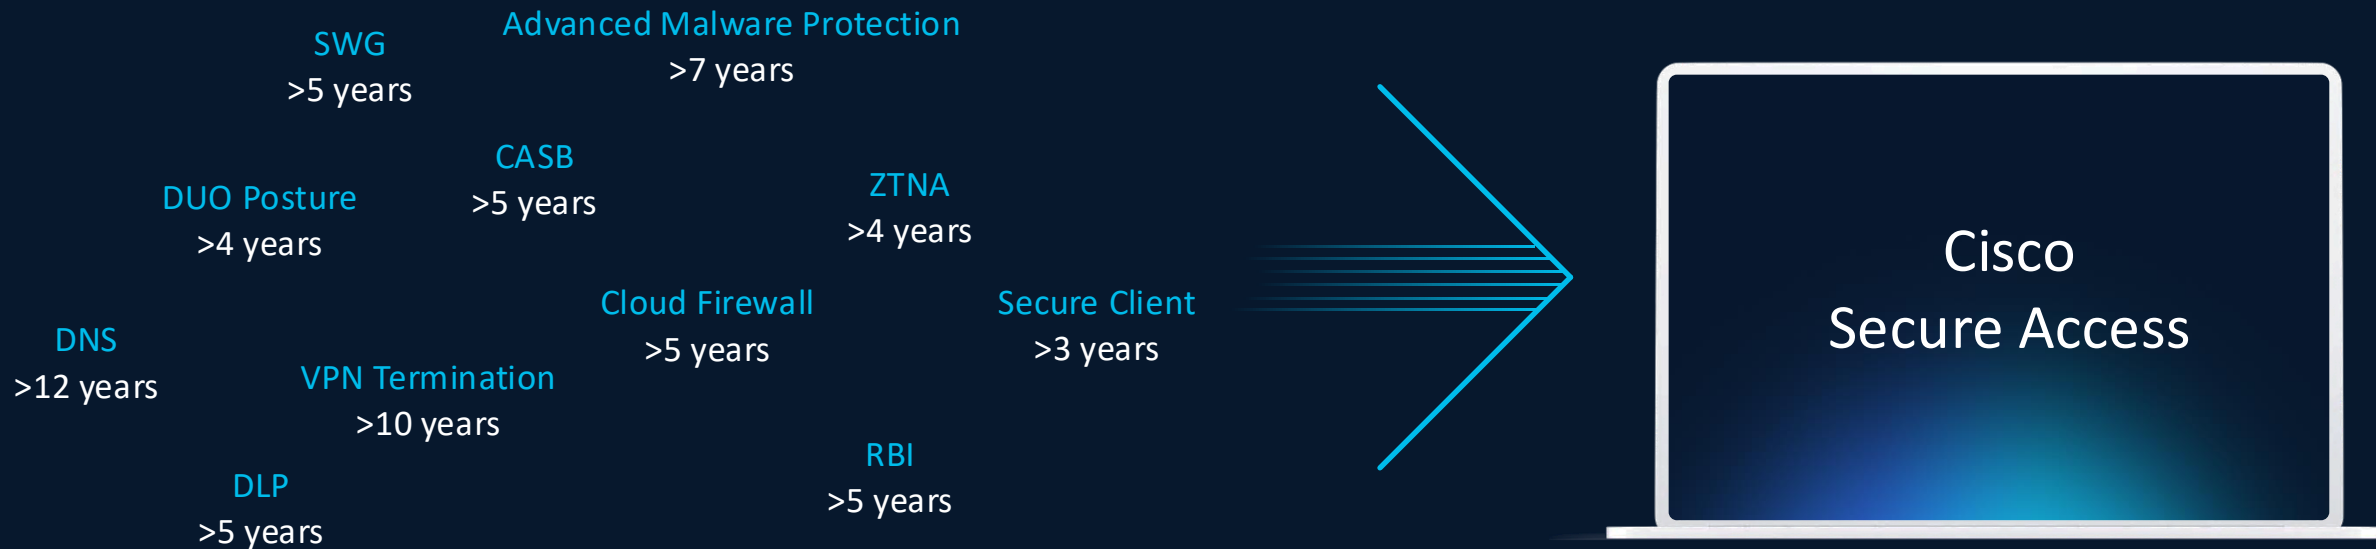 Advanced Malware Protection
>7 years
SWG
>5 years
CASB
>5 years
ZTNA
>4 years
DUO Posture
>4 years
Cloud Firewall
>5 years
Secure Client
>3 years
DNS
>12 years
VPN Termination
>10 years
RBI
>5 years
DLP
>5 years
Cisco
Secure Access